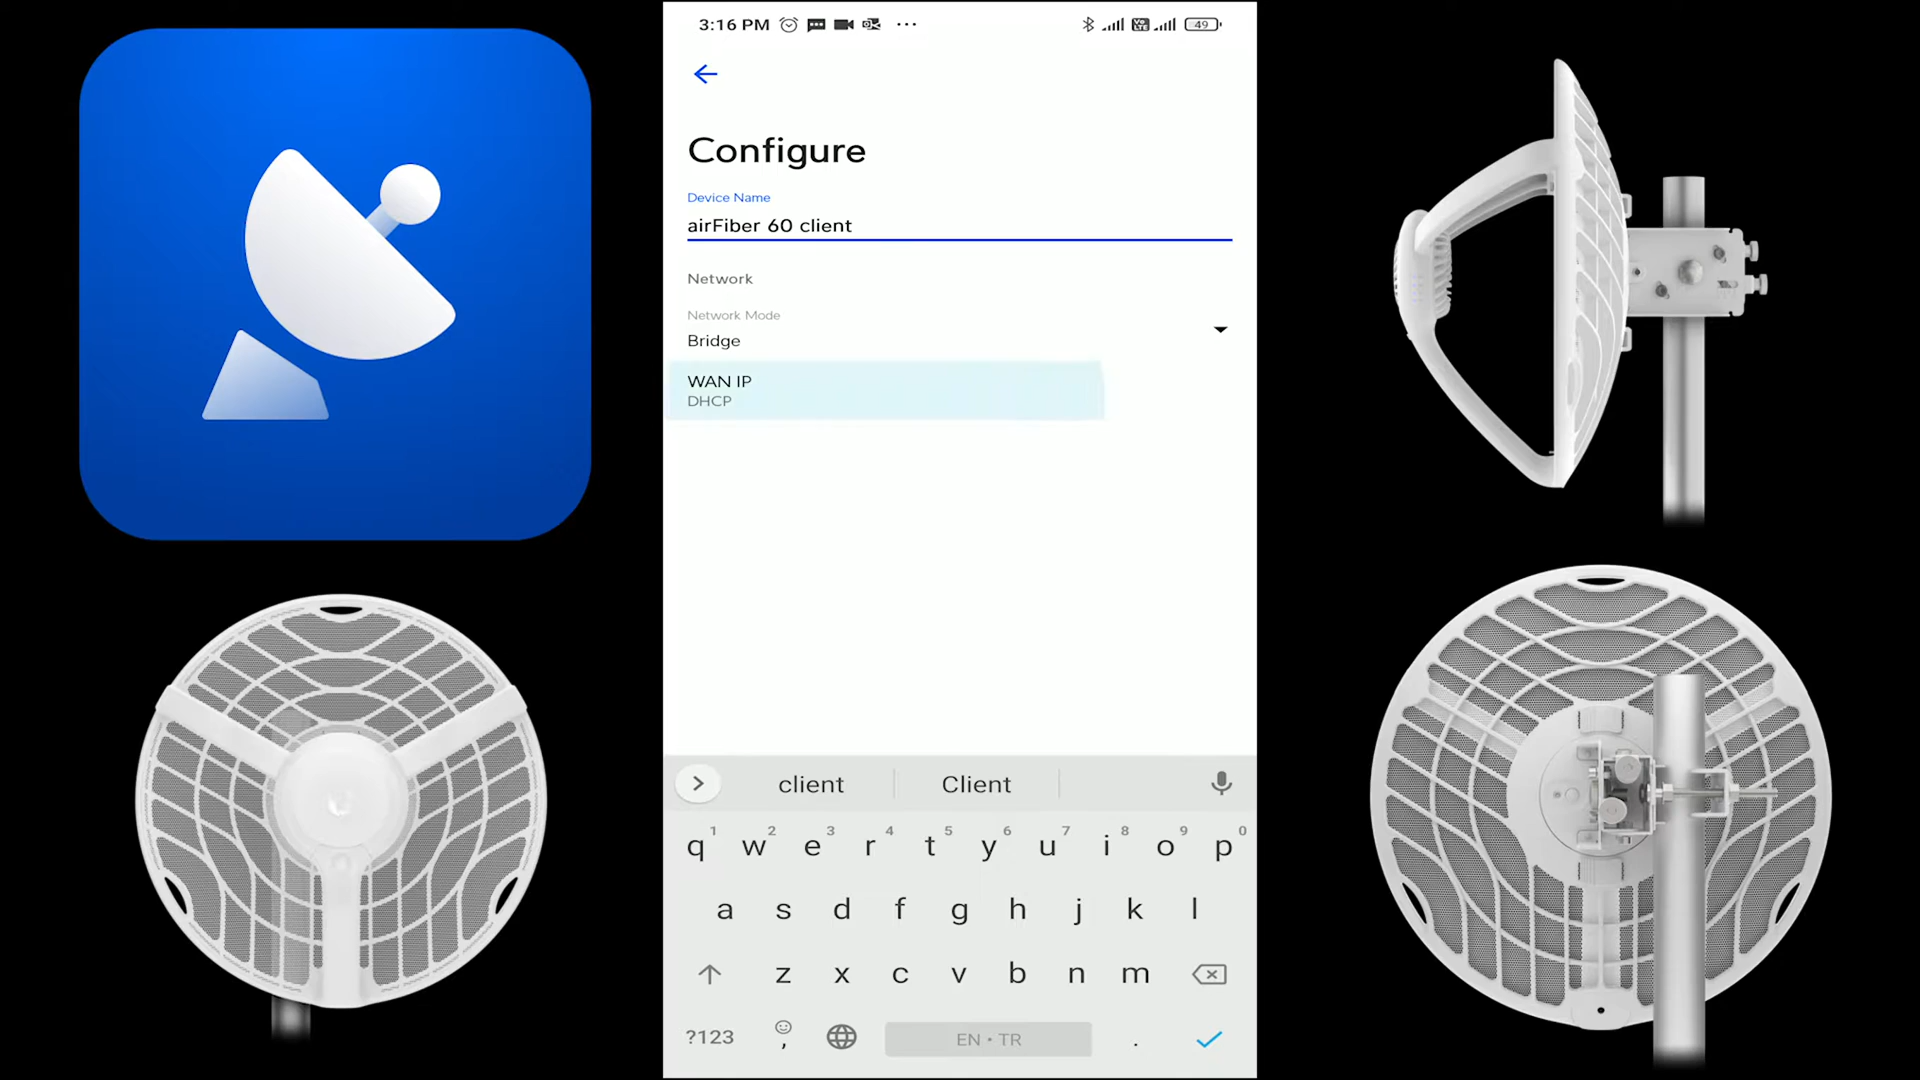 3:16 PM
49
Configure
Device Name
airFiber 60 client
Network
Network Mode
Bridge
WAN IP
DHCP
client Client
1 2 3 4 5 6 7 8 9 0
q w e r t y u i o p
a s d f g h j k l
z x c v b n m
?123 , EN • TR .